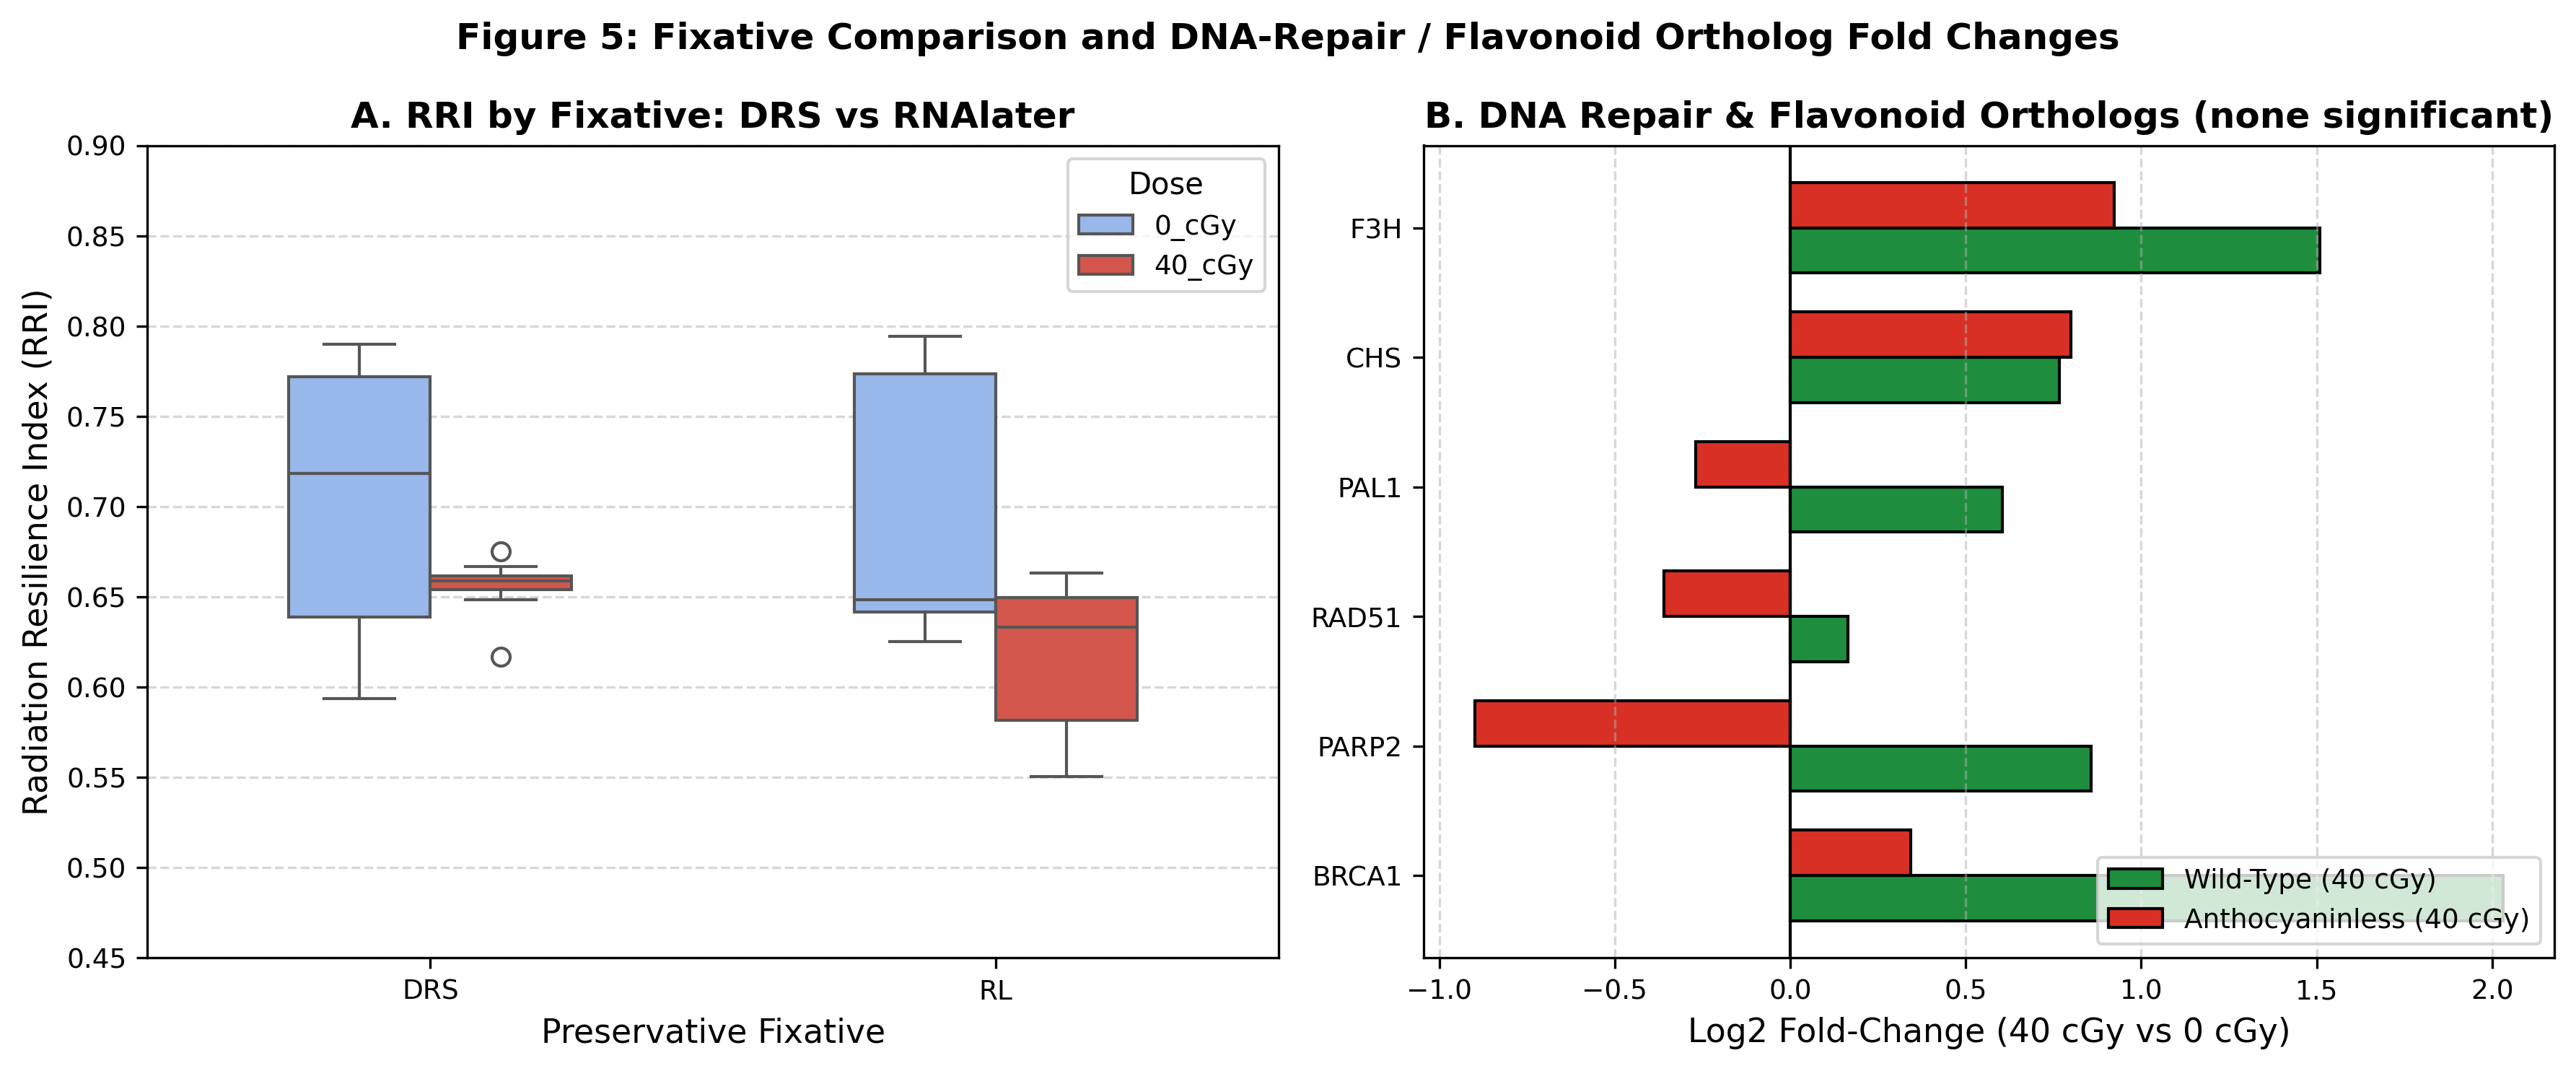 Figure 5: Fixative Comparison and DNA-Repair / Flavonoid Ortholog Fold Changes
A. RRI by Fixative: DRS vs RNAlater
Radiation Resilience Index (RRI)
0.90
0.85
0.80
0.75
0.70
0.65
0.60
0.55
0.50
0.45
Dose
0_cGy
40_cGy
DRS
RL
Preservative Fixative
B. DNA Repair & Flavonoid Orthologs (none significant)
F3H
CHS
PAL1
RAD51
PARP2
BRCA1
Wild-Type (40 cGy)
Anthocyaninless (40 cGy)
−1.0
−0.5
0.0
0.5
1.0
1.5
2.0
Log2 Fold-Change (40 cGy vs 0 cGy)